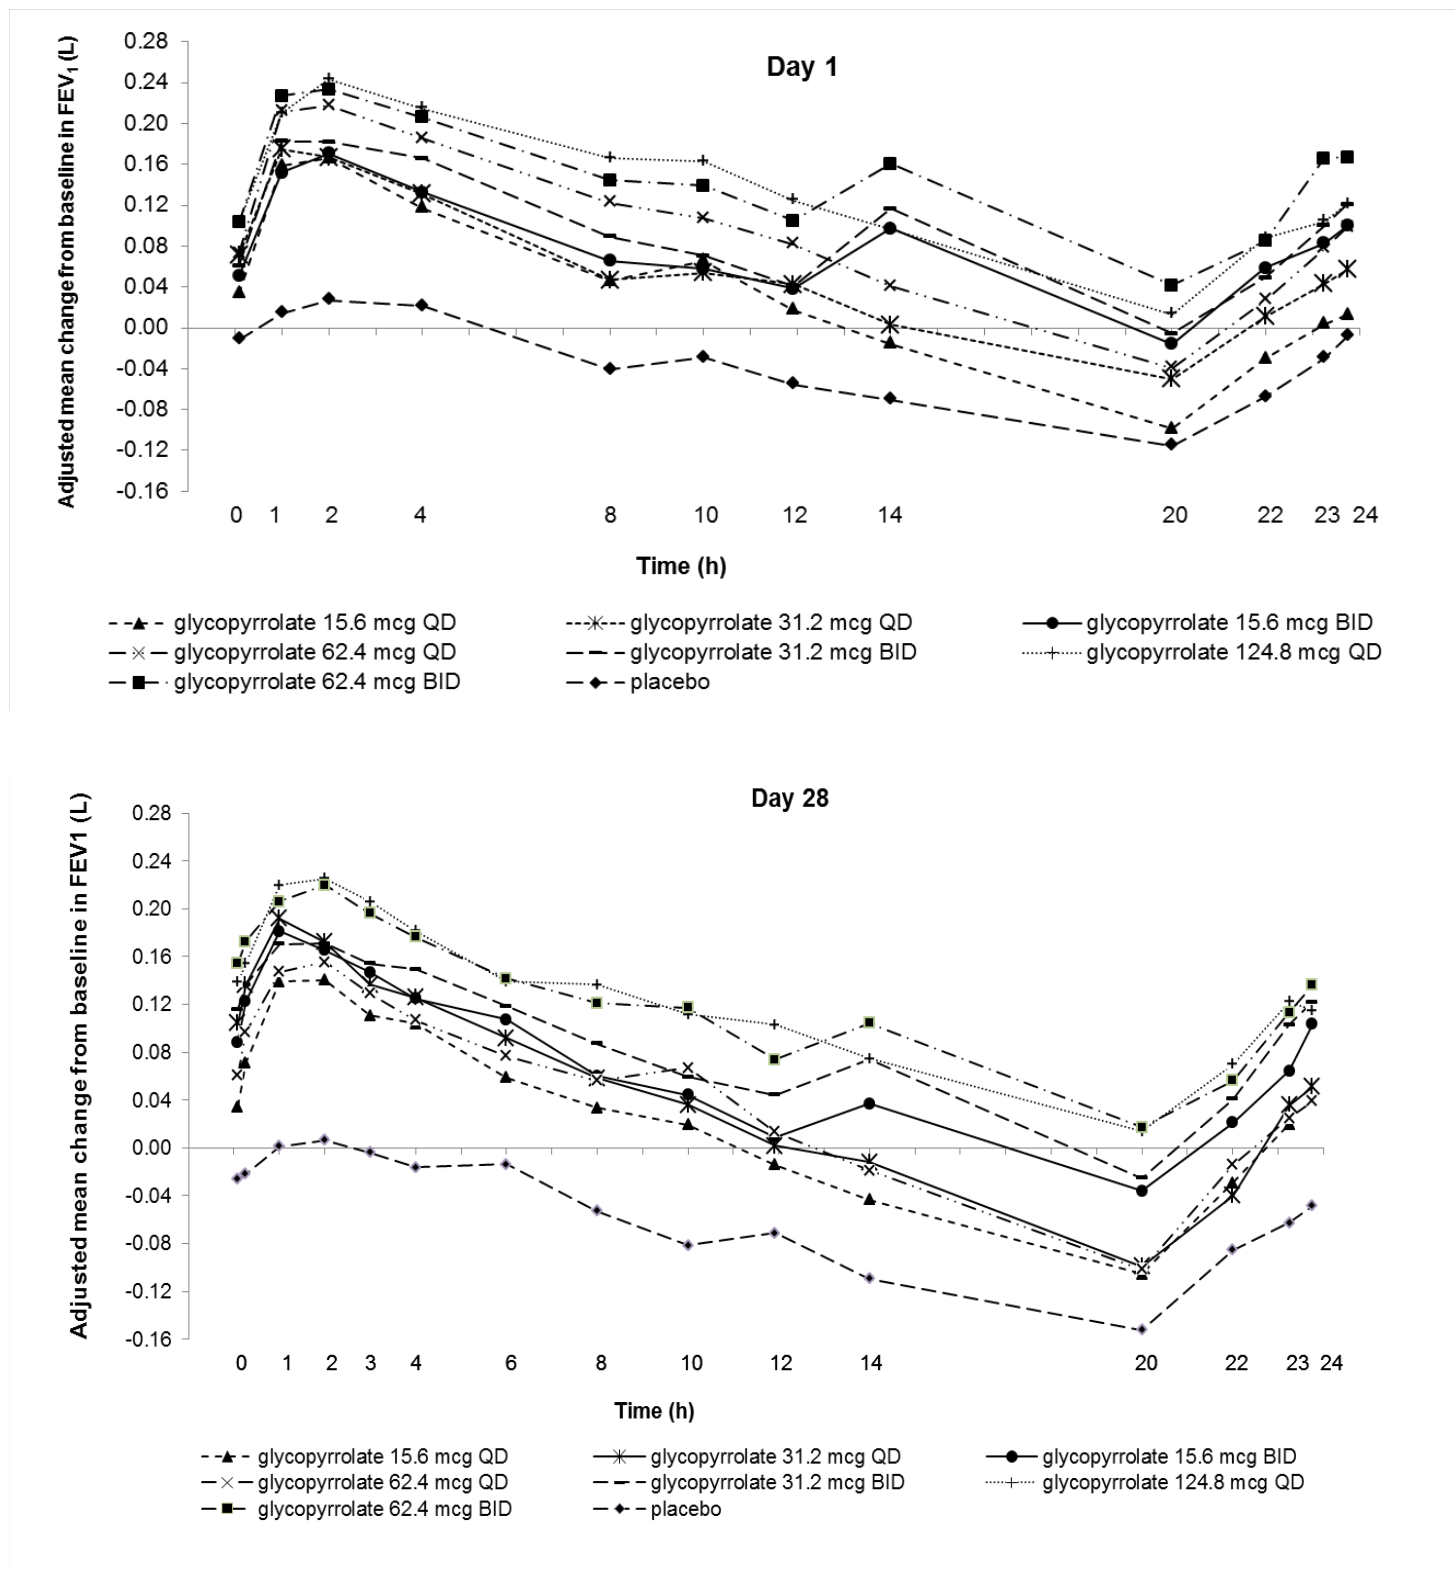 Day 1
Adjusted mean change from baseline in FEV1 (L)
0.28
0.24
0.20
0.16
0.12
0.08
0.04
0.00
-0.04
-0.08
-0.12
-0.16
0 1 2 4 8 10 12 14 20 22 23 24
Time (h)
glycopyrrolate 15.6 mcg QD glycopyrrolate 31.2 mcg QD glycopyrrolate 15.6 mcg BID
glycopyrrolate 62.4 mcg QD glycopyrrolate 31.2 mcg BID glycopyrrolate 124.8 mcg QD
glycopyrrolate 62.4 mcg BID placebo
Day 28
Adjusted mean change from baseline in FEV1 (L)
0.28
0.24
0.20
0.16
0.12
0.08
0.04
0.00
-0.04
-0.08
-0.12
-0.16
0 1 2 3 4 6 8 10 12 14 20 22 23 24
Time (h)
glycopyrrolate 15.6 mcg QD glycopyrrolate 31.2 mcg QD glycopyrrolate 15.6 mcg BID
glycopyrrolate 62.4 mcg QD glycopyrrolate 31.2 mcg BID glycopyrrolate 124.8 mcg QD
glycopyrrolate 62.4 mcg BID placebo